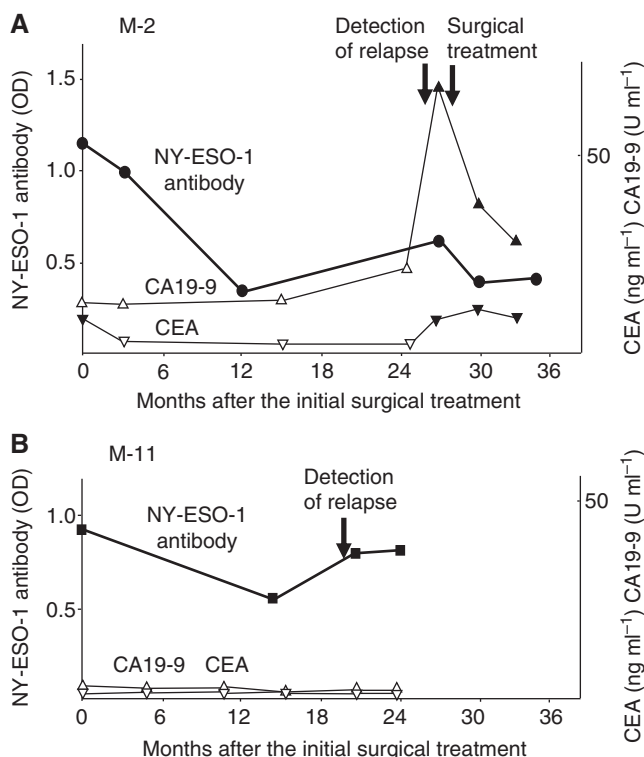 A
M-2
Detection of relapse
Surgical treatment
NY-ESO-1 antibody (OD)
1.5
1.0
0.5
NY-ESO-1 antibody
CA19-9
CEA
50
CEA (ng ml⁻¹) CA19-9 (U ml⁻¹)
0 6 12 18 24 30 36
Months after the initial surgical treatment
B
M-11
Detection of relapse
NY-ESO-1 antibody (OD)
1.0
0.5
NY-ESO-1 antibody
CA19-9 CEA
50
CEA (ng ml⁻¹) CA19-9 (U ml⁻¹)
0 6 12 18 24 30 36
Months after the initial surgical treatment